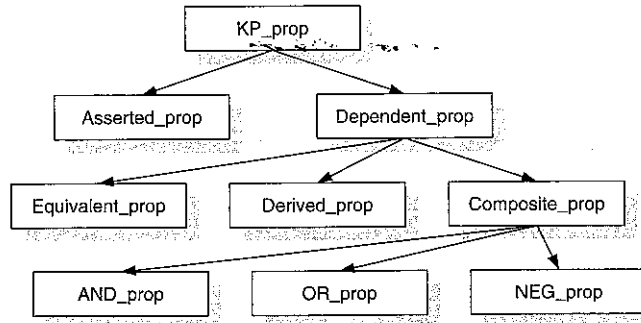 KP_prop
Asserted_prop
Dependent_prop
Equivalent_prop
Derived_prop
Composite_prop
AND_prop
OR_prop
NEG_prop